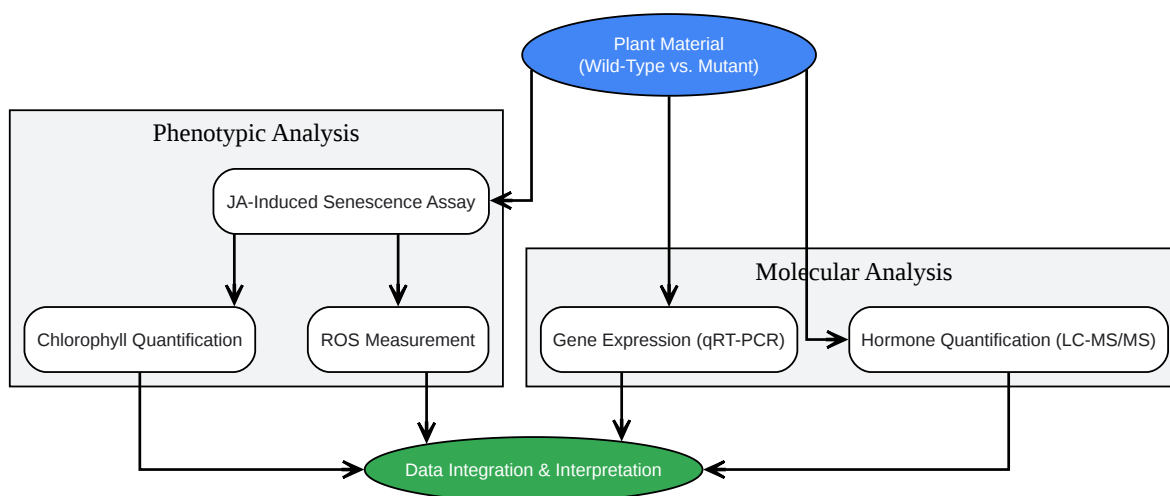 Plant Material
(Wild-Type vs. Mutant)
Phenotypic Analysis
JA-Induced Senescence Assay
Molecular Analysis
Chlorophyll Quantification
ROS Measurement
Gene Expression (qRT-PCR)
Hormone Quantification (LC-MS/MS)
Data Integration & Interpretation